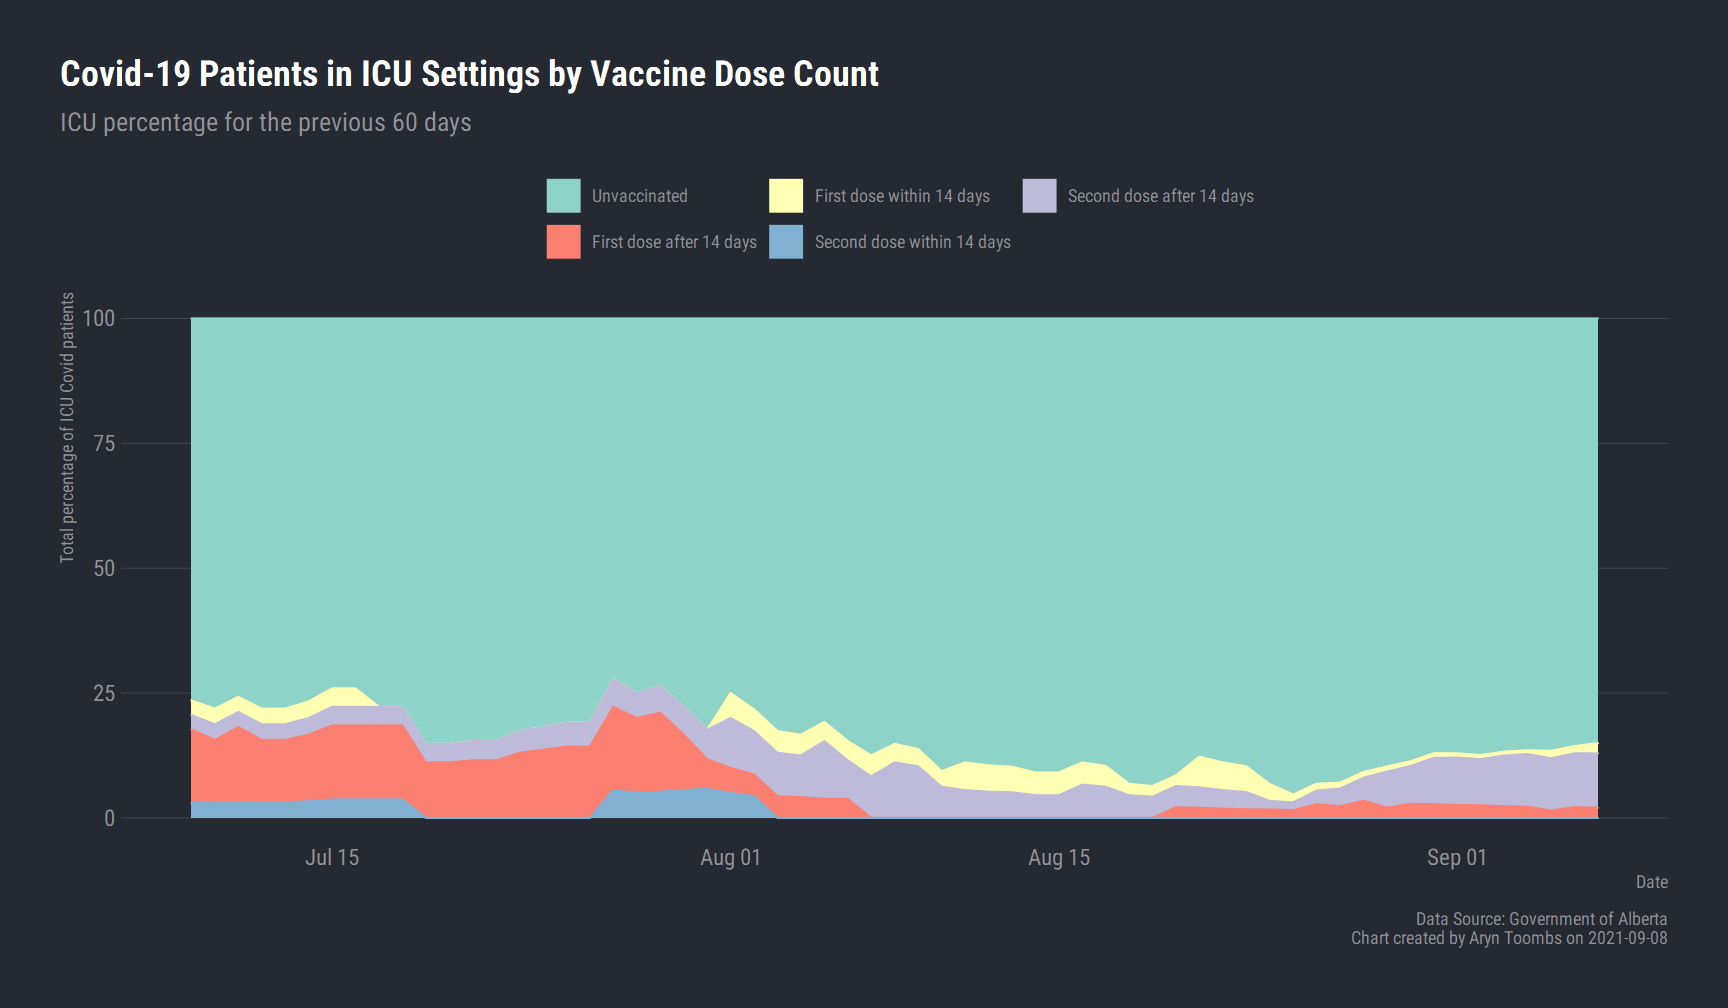 Covid-19 Patients in ICU Settings by Vaccine Dose Count
ICU percentage for the previous 60 days
Unvaccinated
First dose within 14 days
Second dose after 14 days
First dose after 14 days
Second dose within 14 days
Total percentage of ICU Covid patients
100
75
50
25
0
Jul 15
Aug 01
Aug 15
Sep 01
Date
Data Source: Government of Alberta
Chart created by Aryn Toombs on 2021-09-08